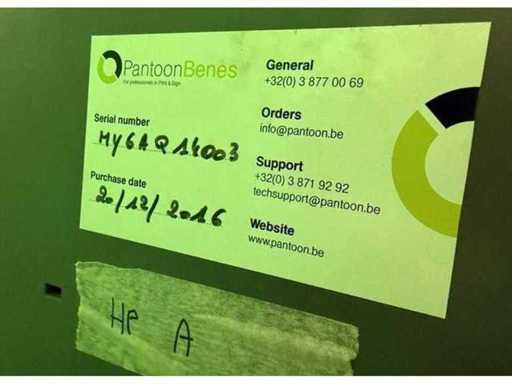 PantoonBenes
for professionals in Print & Sign
Serial number
MY6AQ14003
Purchase date
20/12/2016
General
+32(0) 3 877 00 69
Orders
info@pantoon.be
Support
+32(0) 3 871 92 92
techsupport@pantoon.be
Website
www.pantoon.be
HP A